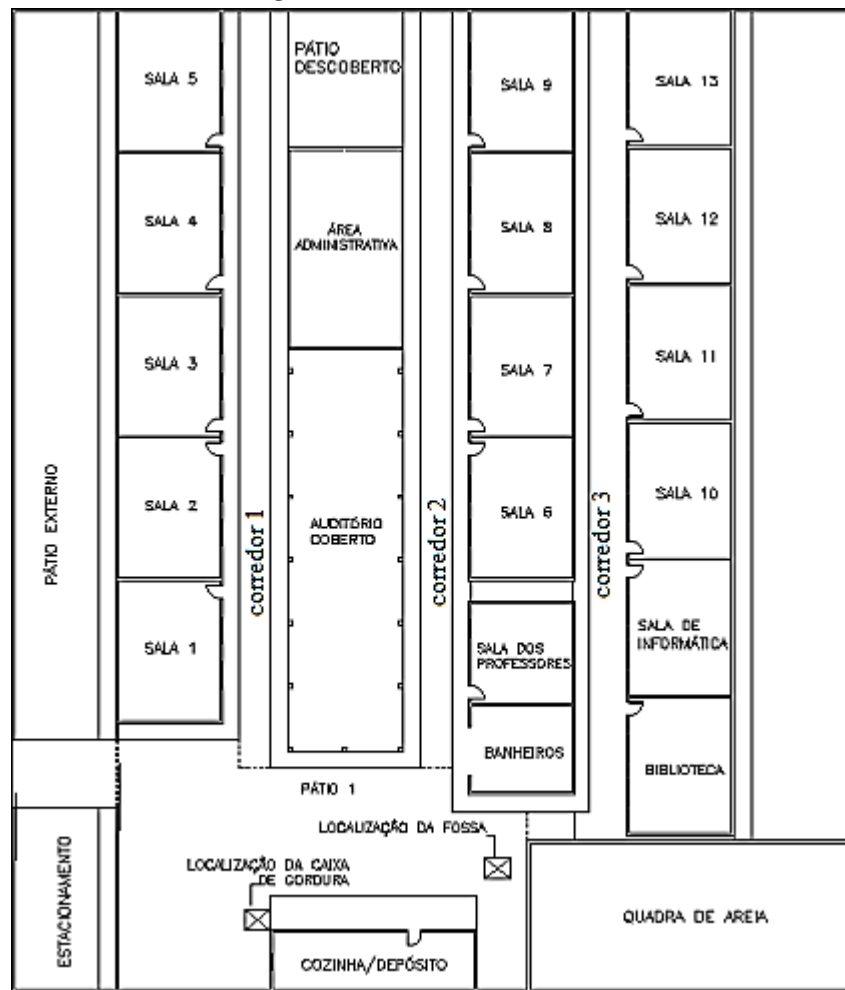 SALA 5
PÁTIO
DESCOBERTO
SALA 9
SALA 13
SALA 4
ÁREA
ADMINISTRATIVA
SALA 8
SALA 12
SALA 3
SALA 7
SALA 11
PÁTIO EXTERNO
SALA 2
corredor 1
AUDITÓRIO
COBERTO
corredor 2
SALA 6
corredor 3
SALA 10
SALA 1
SALA DOS
PROFESSORES
SALA DE
INFORMÁTICA
BANHEIROS
BIBLIOTECA
PÁTIO 1
LOCALIZAÇÃO DA FOSSA
LOCALIZAÇÃO DA CAIXA
DE GORDURA
ESTACIONAMENTO
QUADRA DE AREIA
COZINHA/DEPÓSITO